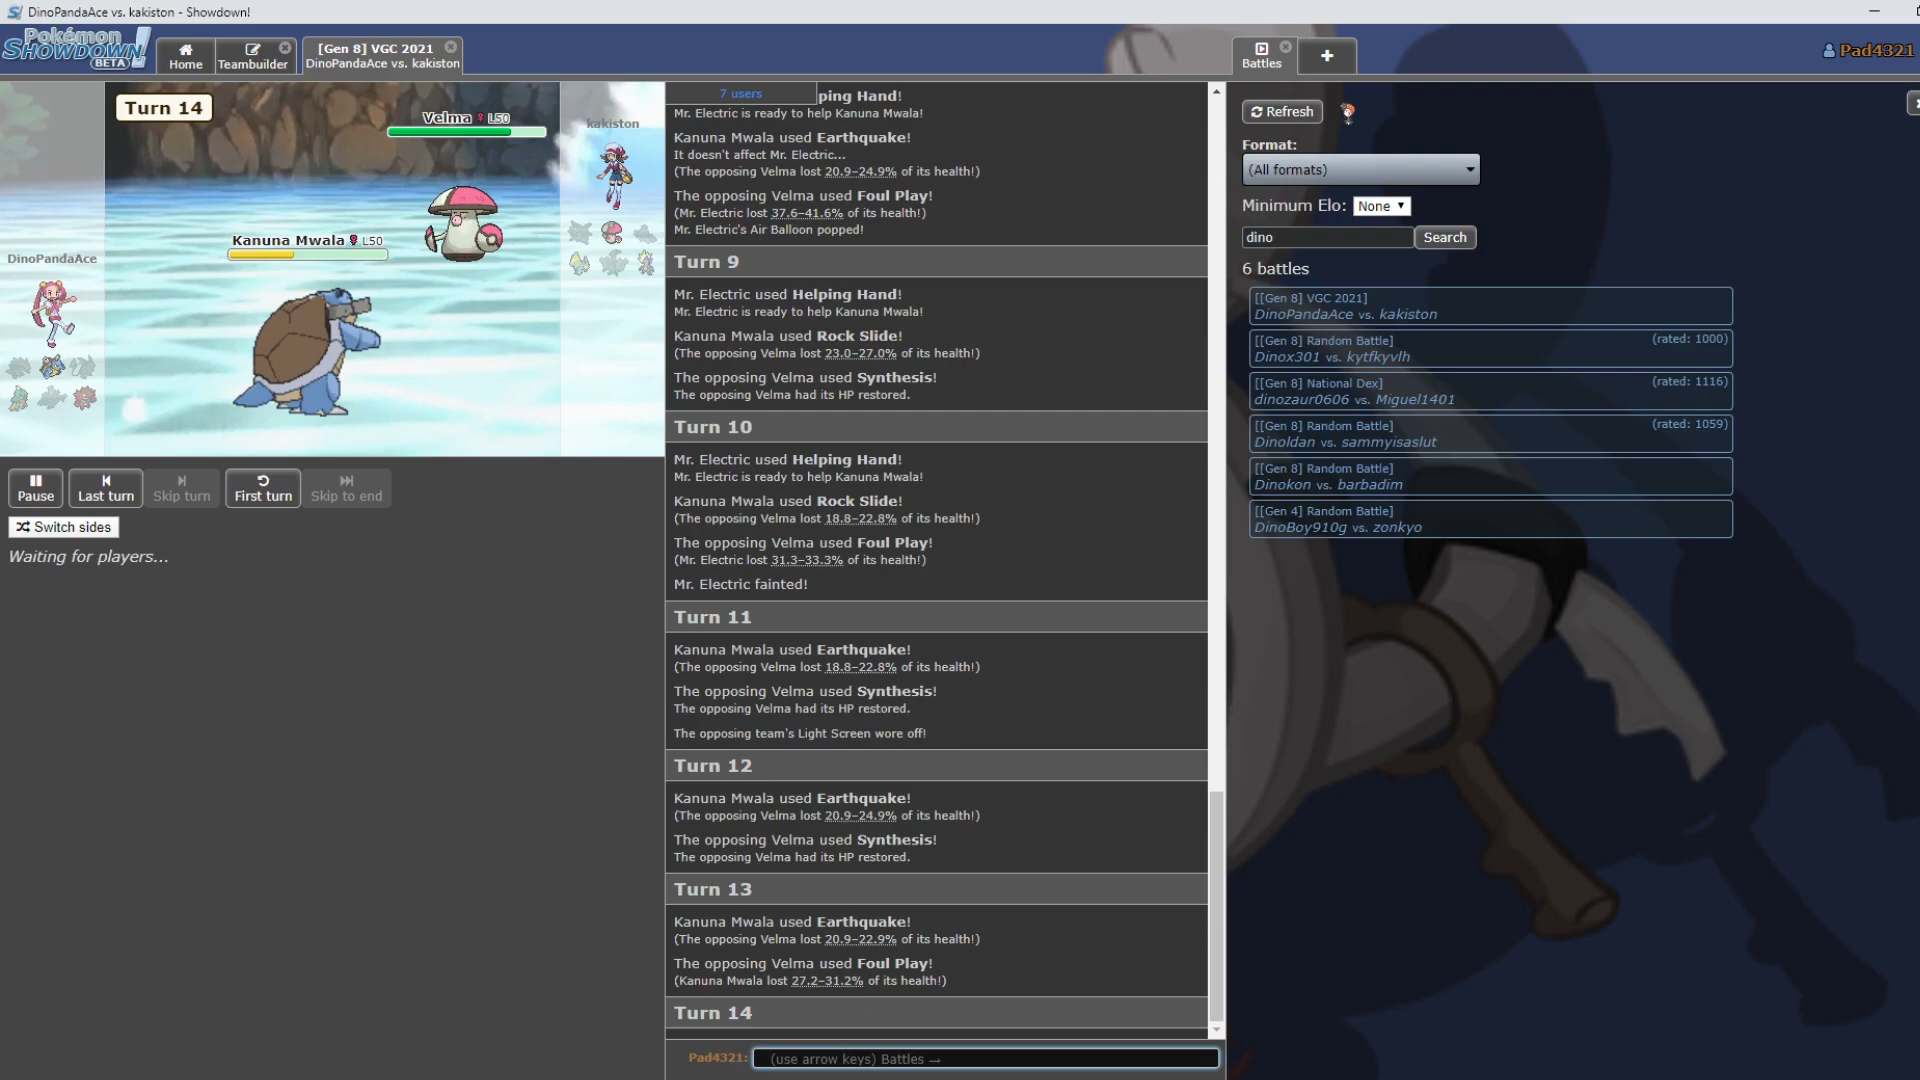 DinoPandaAce vs. kakiston - Showdown!
Pokémon
SHOWDOWN!
BETA
Home
Teambuilder
[Gen 8] VGC 2021
DinoPandaAce vs. kakiston
Battles
+
Pad4321
Turn 14
Velma L50
kakiston
Kanuna Mwala L50
DinoPandaAce
Pause
Last turn
Skip turn
First turn
Skip to end
Switch sides
Waiting for players...
7 users
ping Hand!
Mr. Electric is ready to help Kanuna Mwala!
Kanuna Mwala used Earthquake!
It doesn't affect Mr. Electric...
(The opposing Velma lost 20.9–24.9% of its health!)
The opposing Velma used Foul Play!
(Mr. Electric lost 37.6–41.6% of its health!)
Mr. Electric's Air Balloon popped!
Turn 9
Mr. Electric used Helping Hand!
Mr. Electric is ready to help Kanuna Mwala!
Kanuna Mwala used Rock Slide!
(The opposing Velma lost 23.0–27.0% of its health!)
The opposing Velma used Synthesis!
The opposing Velma had its HP restored.
Turn 10
Mr. Electric used Helping Hand!
Mr. Electric is ready to help Kanuna Mwala!
Kanuna Mwala used Rock Slide!
(The opposing Velma lost 18.8–22.8% of its health!)
The opposing Velma used Foul Play!
(Mr. Electric lost 31.3–33.3% of its health!)
Mr. Electric fainted!
Turn 11
Kanuna Mwala used Earthquake!
(The opposing Velma lost 18.8–22.8% of its health!)
The opposing Velma used Synthesis!
The opposing Velma had its HP restored.
The opposing team's Light Screen wore off!
Turn 12
Kanuna Mwala used Earthquake!
(The opposing Velma lost 20.9–24.9% of its health!)
The opposing Velma used Synthesis!
The opposing Velma had its HP restored.
Turn 13
Kanuna Mwala used Earthquake!
(The opposing Velma lost 20.9–22.9% of its health!)
The opposing Velma used Foul Play!
(Kanuna Mwala lost 27.2–31.2% of its health!)
Turn 14
Pad4321: (use arrow keys) Battles →
Refresh
Format:
(All formats)
Minimum Elo: None
dino
Search
6 battles
[[Gen 8] VGC 2021]
DinoPandaAce vs. kakiston
[[Gen 8] Random Battle] (rated: 1000)
Dinox301 vs. kytfkyvlh
[[Gen 8] National Dex] (rated: 1116)
dinozaur0606 vs. Miguel1401
[[Gen 8] Random Battle] (rated: 1059)
Dinoldan vs. sammyisaslut
[[Gen 8] Random Battle]
Dinokon vs. barbadim
[[Gen 4] Random Battle]
DinoBoy910g vs. zonkyo